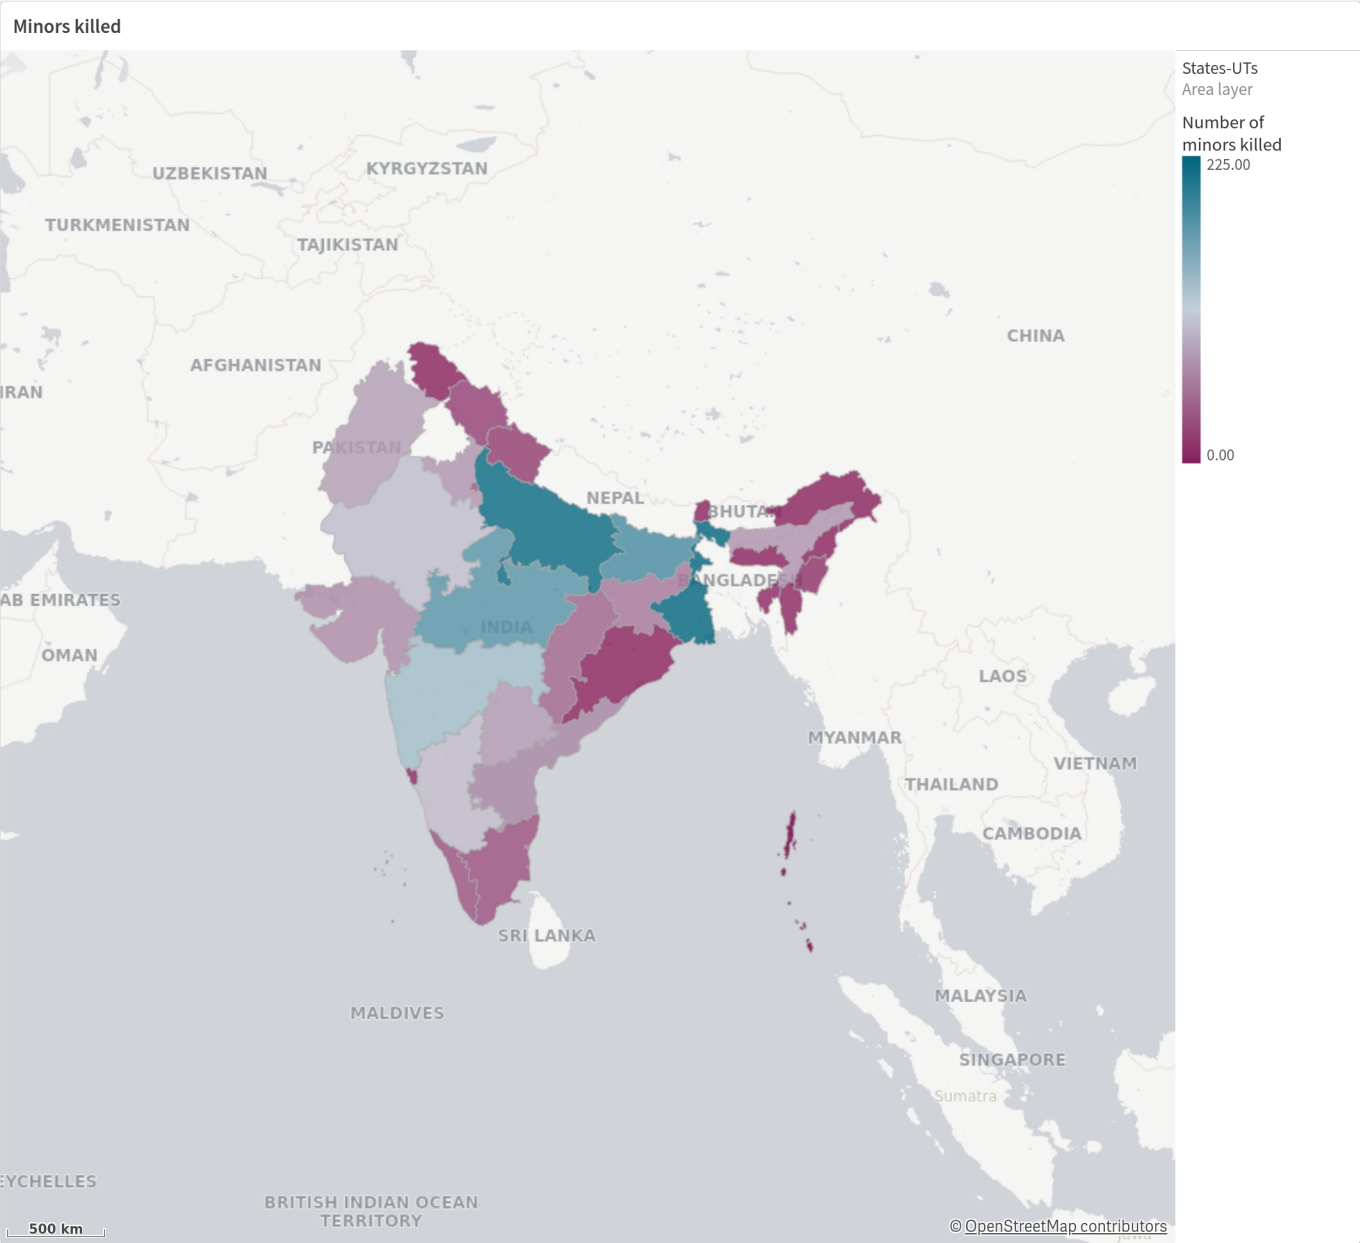 Minors killed
States-UTs
Area layer
Number of
minors killed
225.00
0.00
UZBEKISTAN
KYRGYZSTAN
TURKMENISTAN
TAJIKISTAN
CHINA
AFGHANISTAN
IRAN
PAKISTAN
NEPAL
BHUTAN
BANGLADESH
AB EMIRATES
INDIA
OMAN
LAOS
MYANMAR
VIETNAM
THAILAND
CAMBODIA
SRI LANKA
MALAYSIA
MALDIVES
SINGAPORE
Sumatra
EYCHELLES
BRITISH INDIAN OCEAN
TERRITORY
500 km
© OpenStreetMap contributors
Jawa